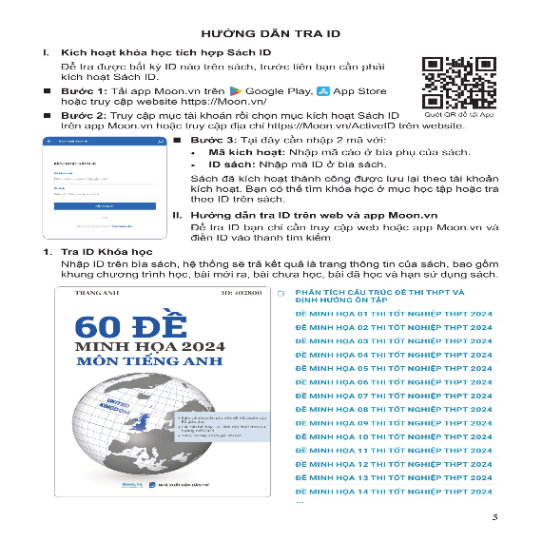 HƯỚNG DẪN TRA ID
I. Kích hoạt khóa học tích hợp Sách ID
Để tra được bất kỳ ID nào trên sách, trước tiên bạn cần phải
kích hoạt Sách ID.
■ Bước 1: Tải app Moon.vn trên Google Play, App Store
hoặc truy cập website https://Moon.vn/
Quét QR để tải App
■ Bước 2: Truy cập mục tài khoản rồi chọn mục kích hoạt Sách ID
trên app Moon.vn hoặc truy cập địa chỉ https://Moon.vn/ActiveID trên website.
■ Bước 3: Tại đây cần nhập 2 mã với:
• Mã kích hoạt: Nhập mã cào ở bìa phụ của sách.
• ID sách: Nhập mã ID ở bìa sách.
Sách đã kích hoạt thành công được lưu lại theo tài khoản
kích hoạt. Bạn có thể tìm khóa học ở mục học tập hoặc tra
theo ID trên sách.
II. Hướng dẫn tra ID trên web và app Moon.vn
Để tra ID bạn chỉ cần truy cập web hoặc app Moon.vn và
điền ID vào thanh tìm kiếm
1. Tra ID Khóa học
Nhập ID trên bìa sách, hệ thống sẽ trả kết quả là trang thông tin của sách, bao gồm
khung chương trình học, bài mới ra, bài chưa học, bài đã học và hạn sử dụng sách.
TRANG ANH ID: 402800
60 ĐỀ
MINH HỌA 2024
MÔN TIẾNG ANH
UNITED
KINGDOM
PHÂN TÍCH CẤU TRÚC ĐỀ THI THPT VÀ
ĐỊNH HƯỚNG ÔN TẬP
ĐỀ MINH HỌA 01 THI TỐT NGHIỆP THPT 2024
ĐỀ MINH HỌA 02 THI TỐT NGHIỆP THPT 2024
ĐỀ MINH HỌA 03 THI TỐT NGHIỆP THPT 2024
ĐỀ MINH HỌA 04 THI TỐT NGHIỆP THPT 2024
ĐỀ MINH HỌA 05 THI TỐT NGHIỆP THPT 2024
ĐỀ MINH HỌA 06 THI TỐT NGHIỆP THPT 2024
ĐỀ MINH HỌA 07 THI TỐT NGHIỆP THPT 2024
ĐỀ MINH HỌA 08 THI TỐT NGHIỆP THPT 2024
ĐỀ MINH HỌA 09 THI TỐT NGHIỆP THPT 2024
ĐỀ MINH HỌA 10 THI TỐT NGHIỆP THPT 2024
ĐỀ MINH HỌA 11 THI TỐT NGHIỆP THPT 2024
ĐỀ MINH HỌA 12 THI TỐT NGHIỆP THPT 2024
ĐỀ MINH HỌA 13 THI TỐT NGHIỆP THPT 2024
ĐỀ MINH HỌA 14 THI TỐT NGHIỆP THPT 2024
...
5